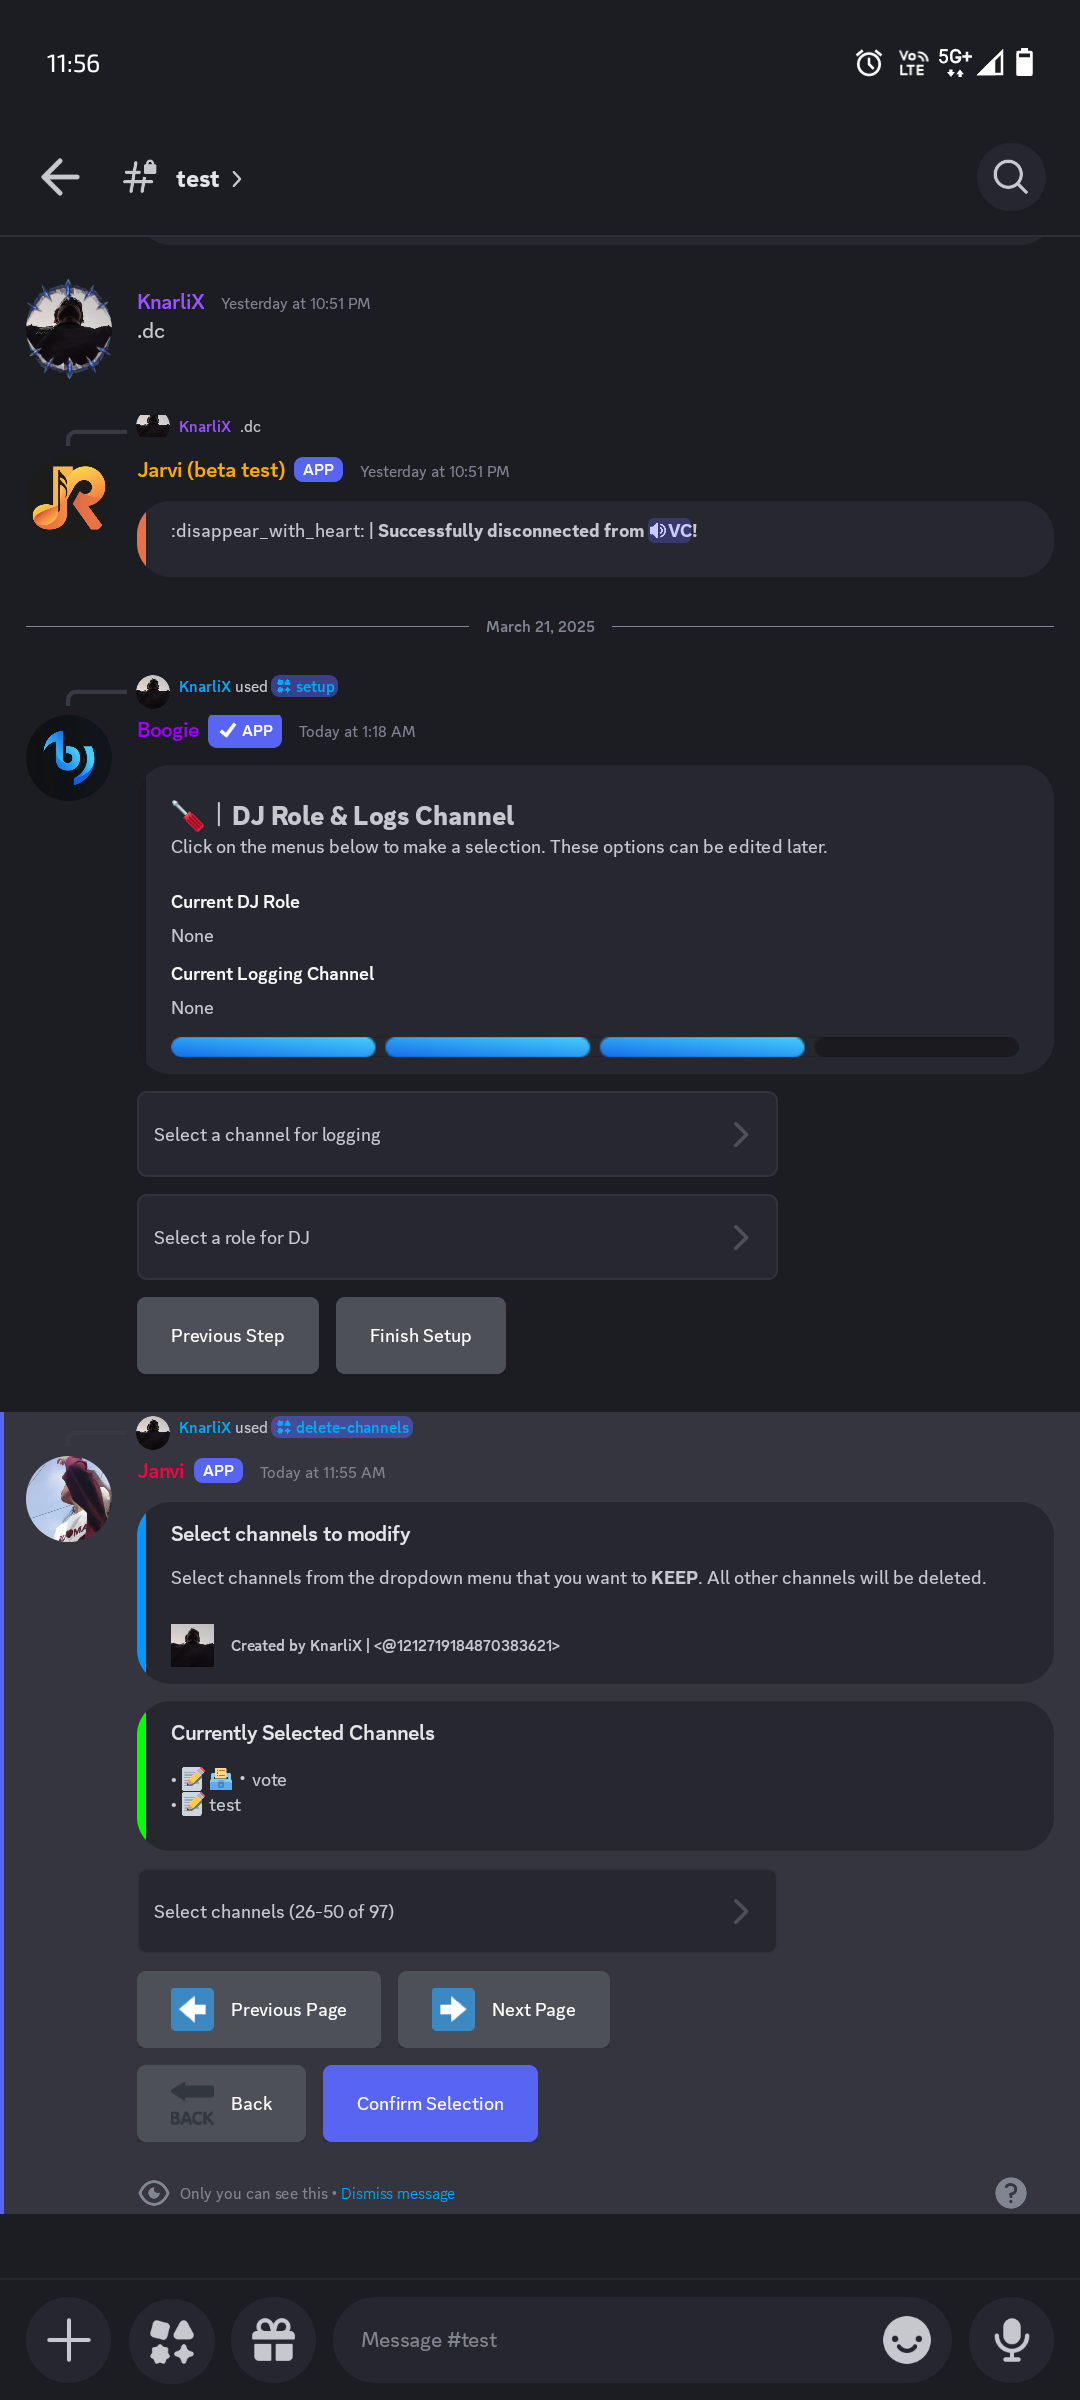 11:56
Vo LTE 5G+
test
KnarliX Yesterday at 10:51 PM
.dc
KnarliX .dc
Jarvi (beta test) APP Yesterday at 10:51 PM
:disappear_with_heart: | Successfully disconnected from VC!
March 21, 2025
KnarliX used setup
Boogie APP Today at 1:18 AM
| DJ Role & Logs Channel
Click on the menus below to make a selection. These options can be edited later.
Current DJ Role
None
Current Logging Channel
None
Select a channel for logging
Select a role for DJ
Previous Step Finish Setup
KnarliX used delete-channels
Janvi APP Today at 11:55 AM
Select channels to modify
Select channels from the dropdown menu that you want to KEEP. All other channels will be deleted.
Created by KnarliX | <@1212719184870383621>
Currently Selected Channels
• 📝🗳️・vote
• 📝 test
Select channels (26-50 of 97)
Previous Page Next Page
BACK Back Confirm Selection
Only you can see this • Dismiss message
Message #test